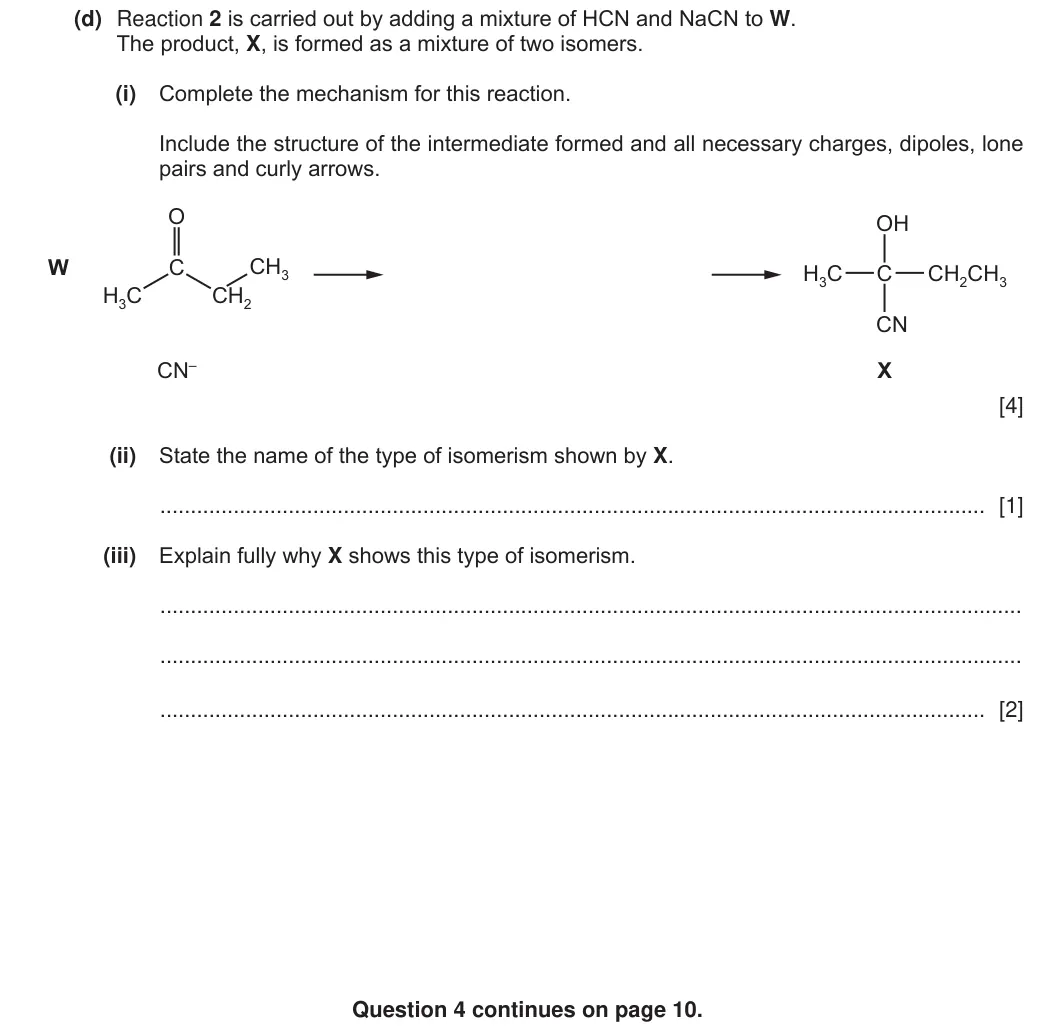 (d) Reaction 2 is carried out by adding a mixture of HCN and NaCN to W.
The product, X, is formed as a mixture of two isomers.
(i) Complete the mechanism for this reaction.
Include the structure of the intermediate formed and all necessary charges, dipoles, lone
pairs and curly arrows.
O
OH
W
C
CH₃
H₃C
CH₂
H₃C C CH₂CH₃
CN
CN⁻
X
[4]
(ii) State the name of the type of isomerism shown by X.
.......................................................................................................................................... [1]
(iii) Explain fully why X shows this type of isomerism.
................................................................................................................................................
................................................................................................................................................
.......................................................................................................................................... [2]
Question 4 continues on page 10.